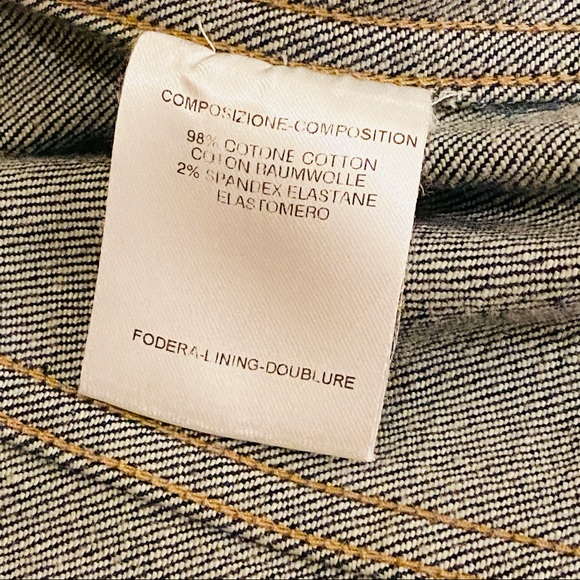 COMPOSIZIONE-COMPOSITION
98% COTONE COTTON
COTON BAUMWOLLE
2% SPANDEX ELASTANE
ELASTOMERO
FODERA-LINING-DOUBLURE